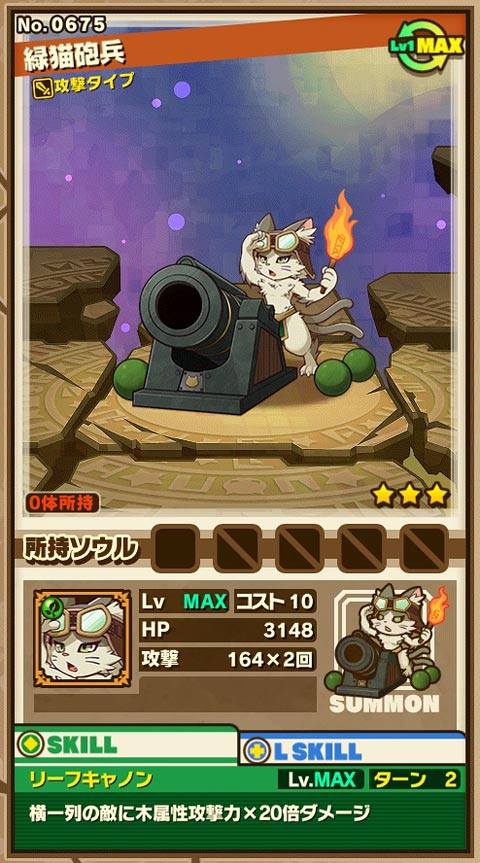 No.0675
緑猫砲兵
Lv1 MAX
攻撃タイプ
0体所持
所持ソウル
Lv MAX コスト 10
HP 3148
攻撃 164×2回
SUMMON
SKILL
L SKILL
リーフキャノン Lv.MAX ターン 2
横一列の敵に木属性攻撃力×20倍ダメージ